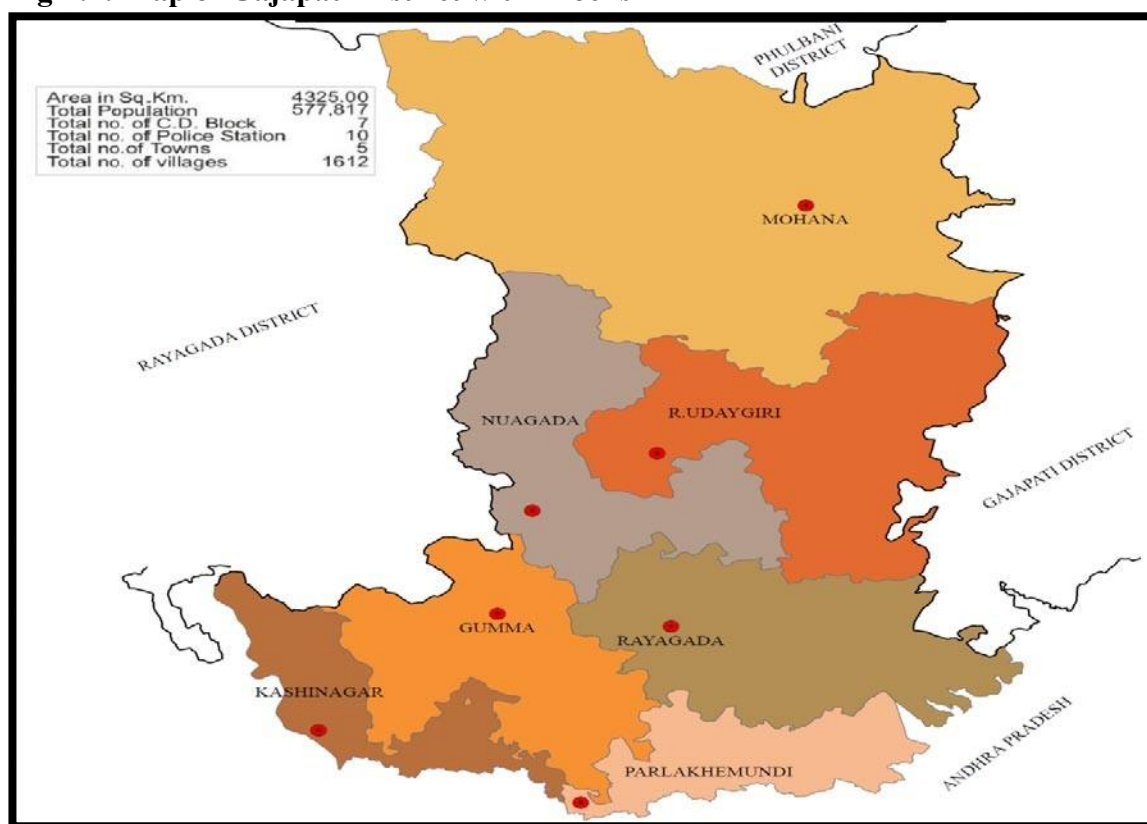 Area in Sq.Km. 4325.00
Total Population 577,817
Total no. of C.D. Block 7
Total no. of Police Station 10
Total no.of Towns 5
Total no. of villages 1612
PHULBANI
DISTRICT
MOHANA
RAYAGADA DISTRICT
NUAGADA
R.UDAYGIRI
GAJAPATI DISTRICT
GUMMA
RAYAGADA
KASHINAGAR
PARLAKHEMUNDI
ANDHRA PRADESH